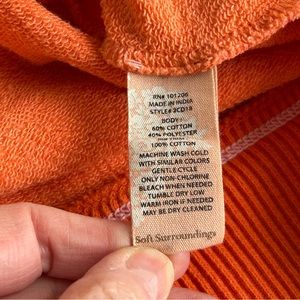 RN# 101206
MADE IN INDIA
STYLE# 2CD18
BODY:
60% COTTON
40% POLYESTER
100% COTTON
MACHINE WASH COLD
WITH SIMILAR COLORS
GENTLE CYCLE
ONLY NON-CHLORINE
BLEACH WHEN NEEDED
TUMBLE DRY LOW
WARM IRON IF NEEDED
MAY BE DRY CLEANED
Soft Surroundings